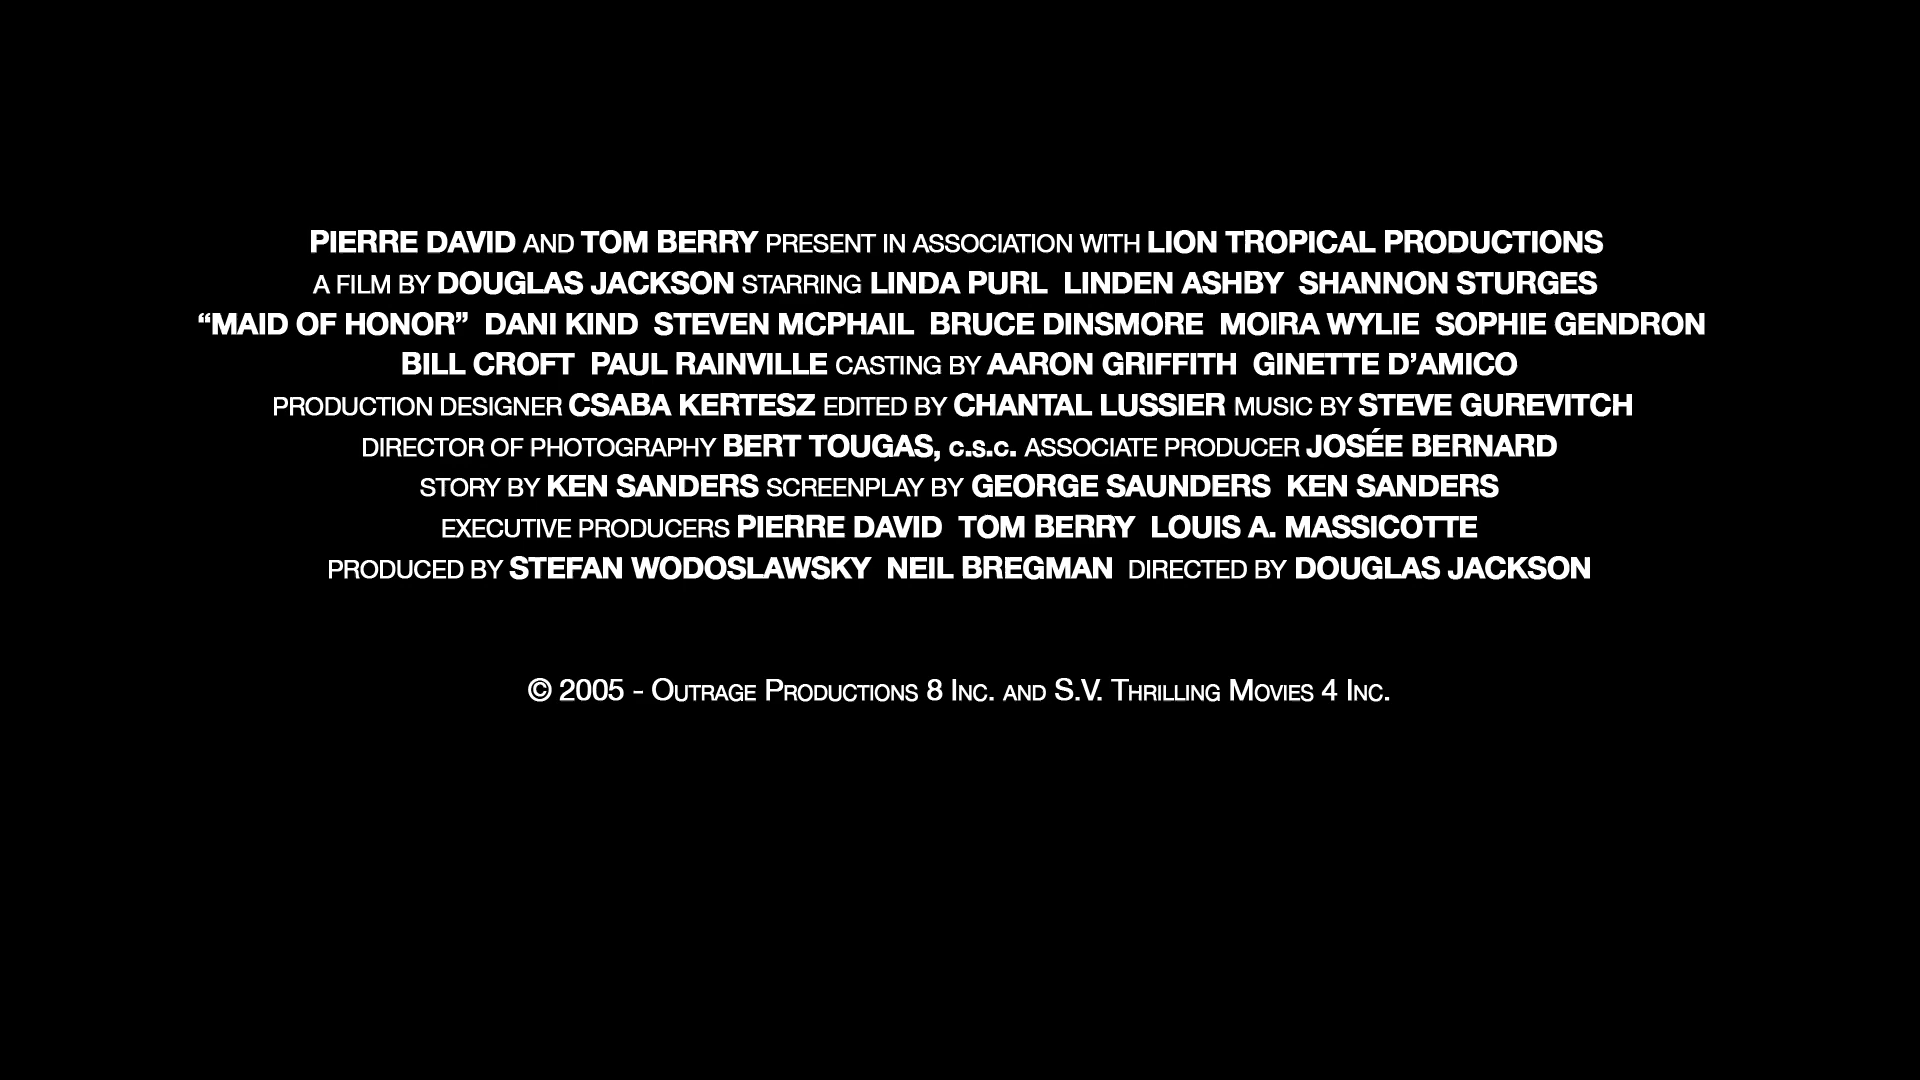 PIERRE DAVID AND TOM BERRY PRESENT IN ASSOCIATION WITH LION TROPICAL PRODUCTIONS
A FILM BY DOUGLAS JACKSON STARRING LINDA PURL LINDEN ASHBY SHANNON STURGES
“MAID OF HONOR” DANI KIND STEVEN MCPHAIL BRUCE DINSMORE MOIRA WYLIE SOPHIE GENDRON
BILL CROFT PAUL RAINVILLE CASTING BY AARON GRIFFITH GINETTE D’AMICO
PRODUCTION DESIGNER CSABA KERTESZ EDITED BY CHANTAL LUSSIER MUSIC BY STEVE GUREVITCH
DIRECTOR OF PHOTOGRAPHY BERT TOUGAS, c.s.c. ASSOCIATE PRODUCER JOSÉE BERNARD
STORY BY KEN SANDERS SCREENPLAY BY GEORGE SAUNDERS KEN SANDERS
EXECUTIVE PRODUCERS PIERRE DAVID TOM BERRY LOUIS A. MASSICOTTE
PRODUCED BY STEFAN WODOSLAWSKY NEIL BREGMAN DIRECTED BY DOUGLAS JACKSON
© 2005 - Outrage Productions 8 Inc. and S.V. Thrilling Movies 4 Inc.